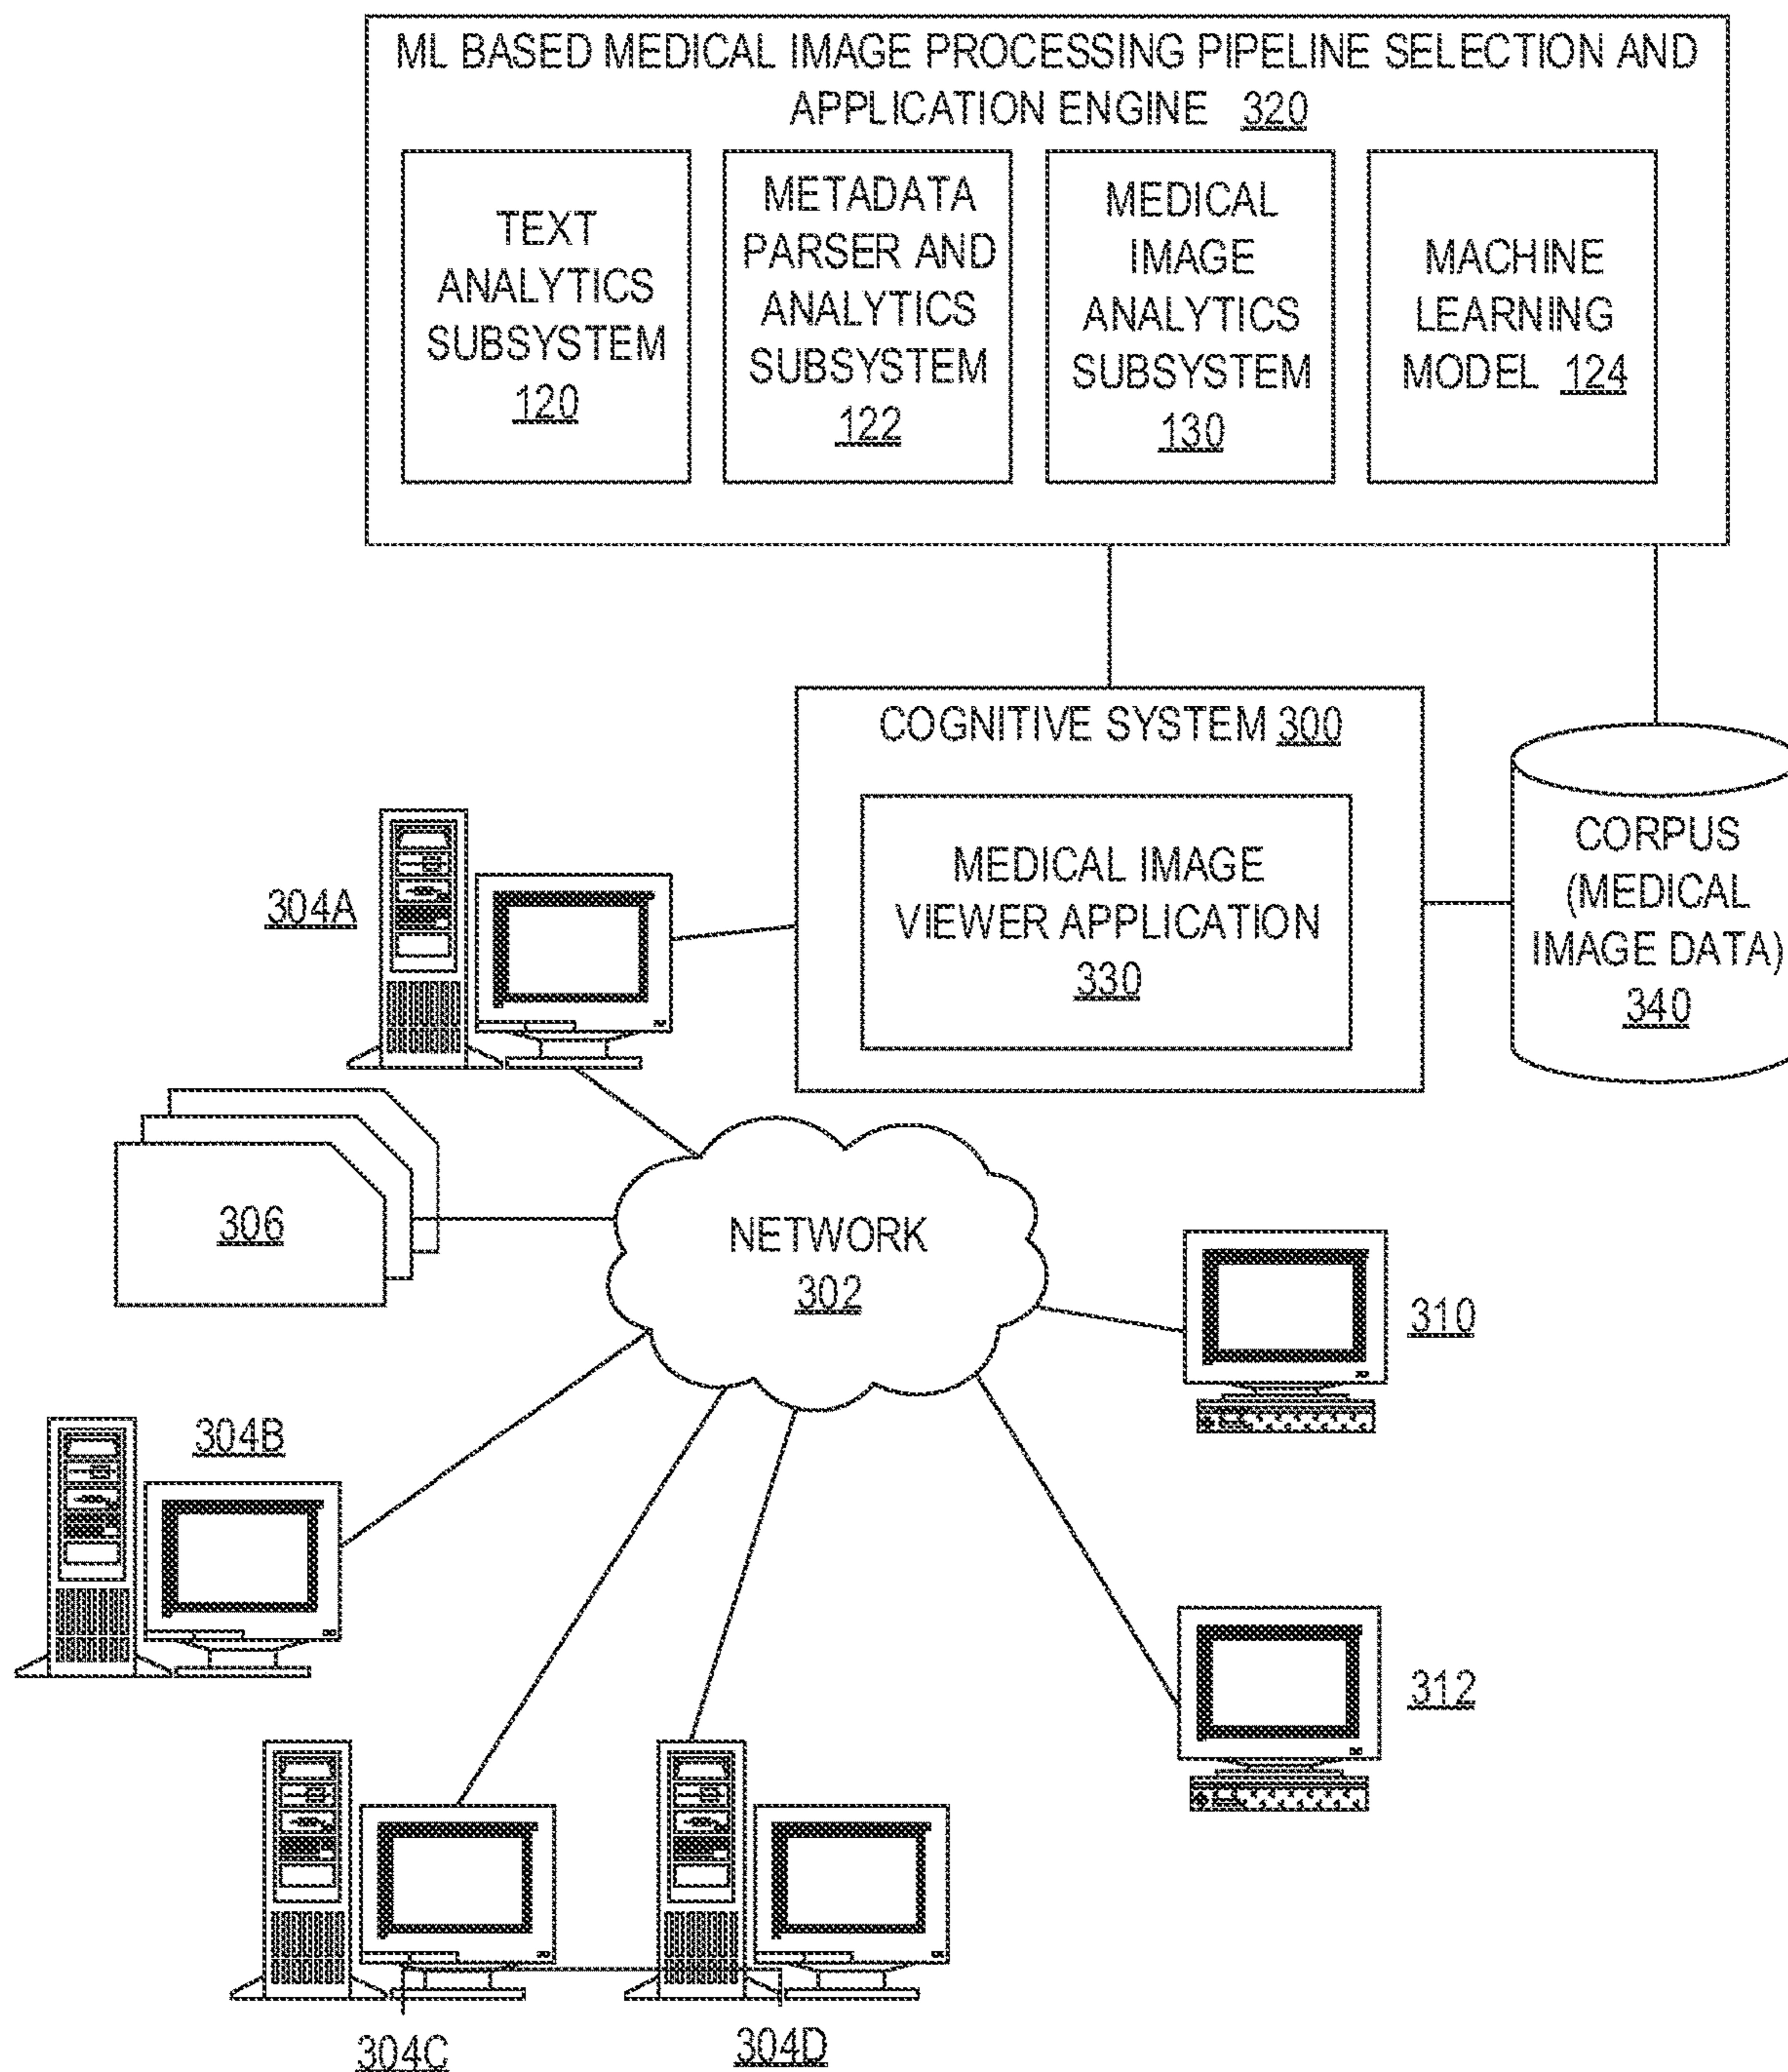 ML BASED MEDICAL IMAGE PROCESSING PIPELINE SELECTION AND
APPLICATION ENGINE 320
TEXT
ANALYTICS
SUBSYSTEM
120
METADATA
PARSER AND
ANALYTICS
SUBSYSTEM
122
MEDICAL
IMAGE
ANALYTICS
SUBSYSTEM
130
MACHINE
LEARNING
MODEL 124
COGNITIVE SYSTEM 300
MEDICAL IMAGE
VIEWER APPLICATION
330
CORPUS
(MEDICAL
IMAGE DATA)
340
304A
306
NETWORK
302
310
304B
312
304C
304D